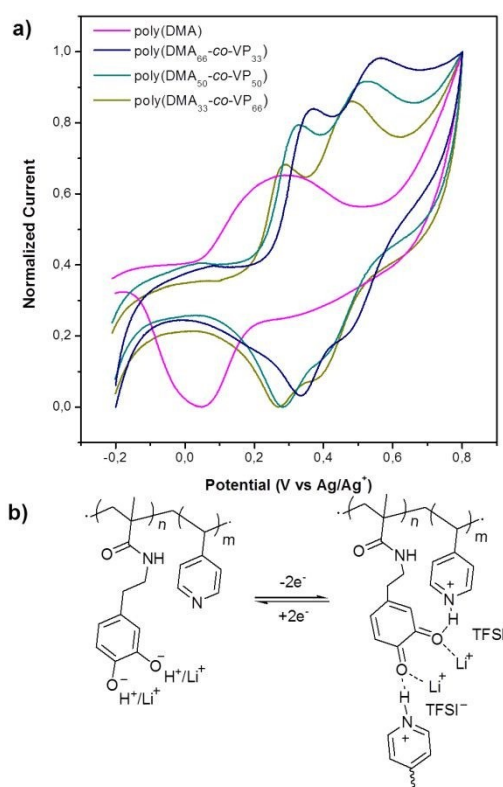 a)
poly(DMA)
poly(DMA₆₆-co-VP₃₃)
poly(DMA₅₀-co-VP₅₀)
poly(DMA₃₃-co-VP₆₆)
Normalized Current
1,0
0,8
0,6
0,4
0,2
0,0
-0,2 0,0 0,2 0,4 0,6 0,8
Potential (V vs Ag/Ag⁺)
b)
n m n m
O NH O NH
N
-2e⁻
+2e⁻
N⁺
H TFSI
O
Li⁺
O⁻ H⁺/Li⁺
O⁻
H⁺/Li⁺
O
Li⁺
H TFSI⁻
N⁺